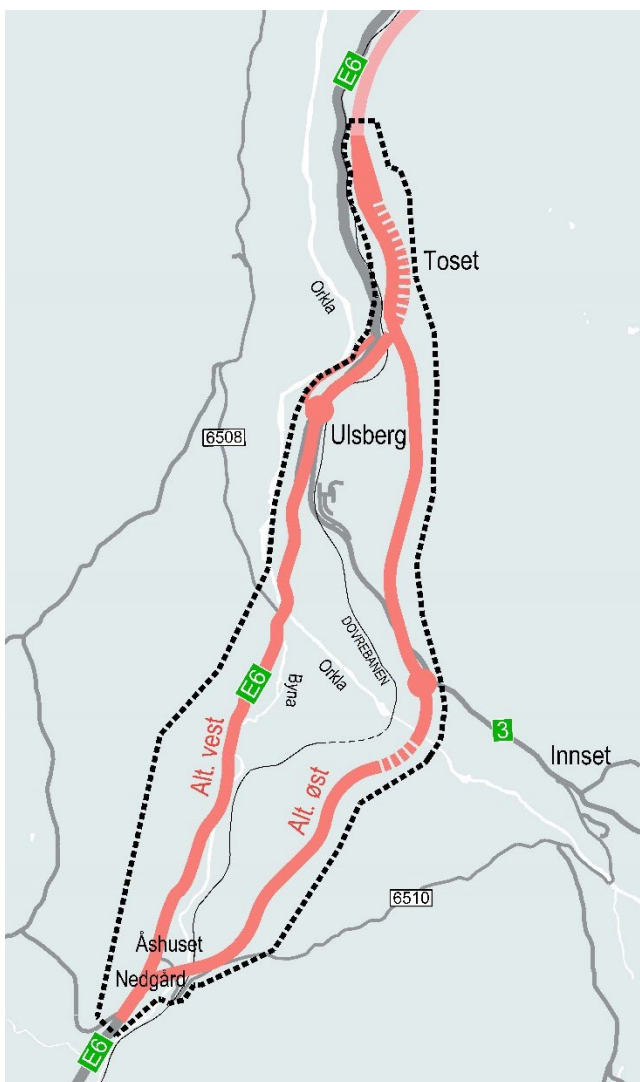 E6
Toset
Orkla
Ulsberg
6508
DOVREBANEN
Orkla
E6
Byna
Alt. vest
3
Innset
Alt. øst
6510
Åshuset
Nedgård
E6